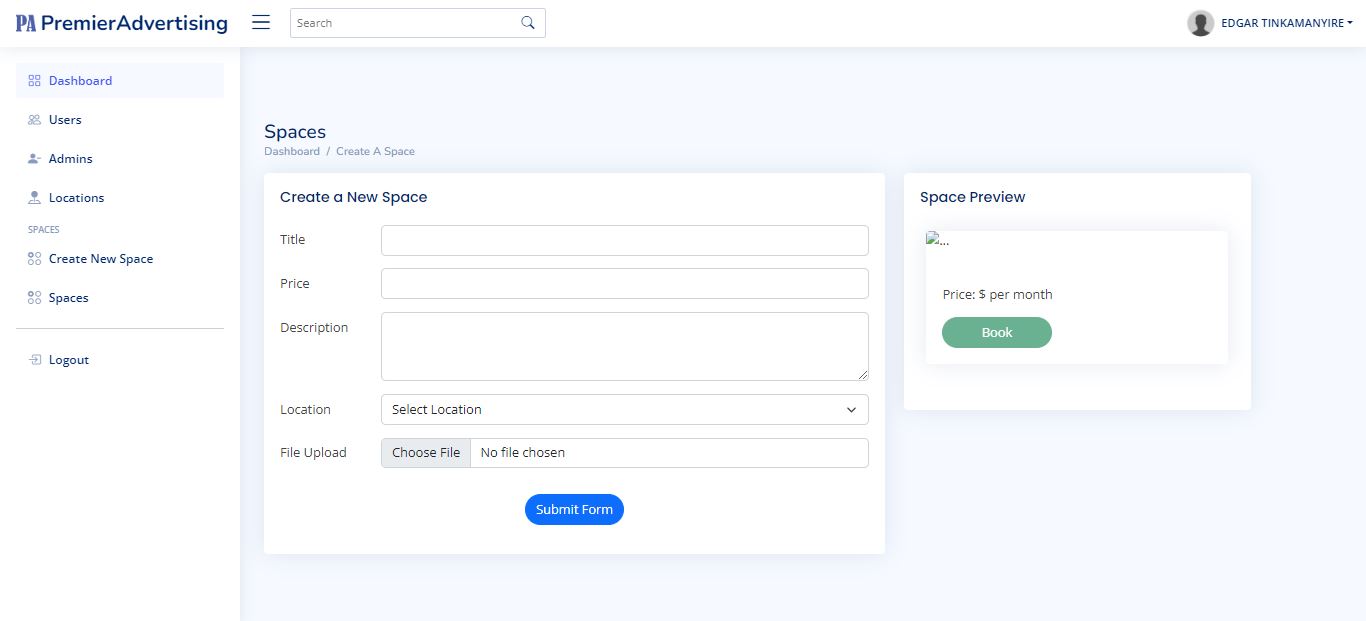 PA PremierAdvertising
Search
EDGAR TINKAMANYIRE
Dashboard
Users
Admins
Locations
SPACES
Create New Space
Spaces
Logout
Spaces
Dashboard / Create A Space
Create a New Space
Title
Price
Description
Location
Select Location
File Upload
Choose File
No file chosen
Submit Form
Space Preview
...
Price: $ per month
Book